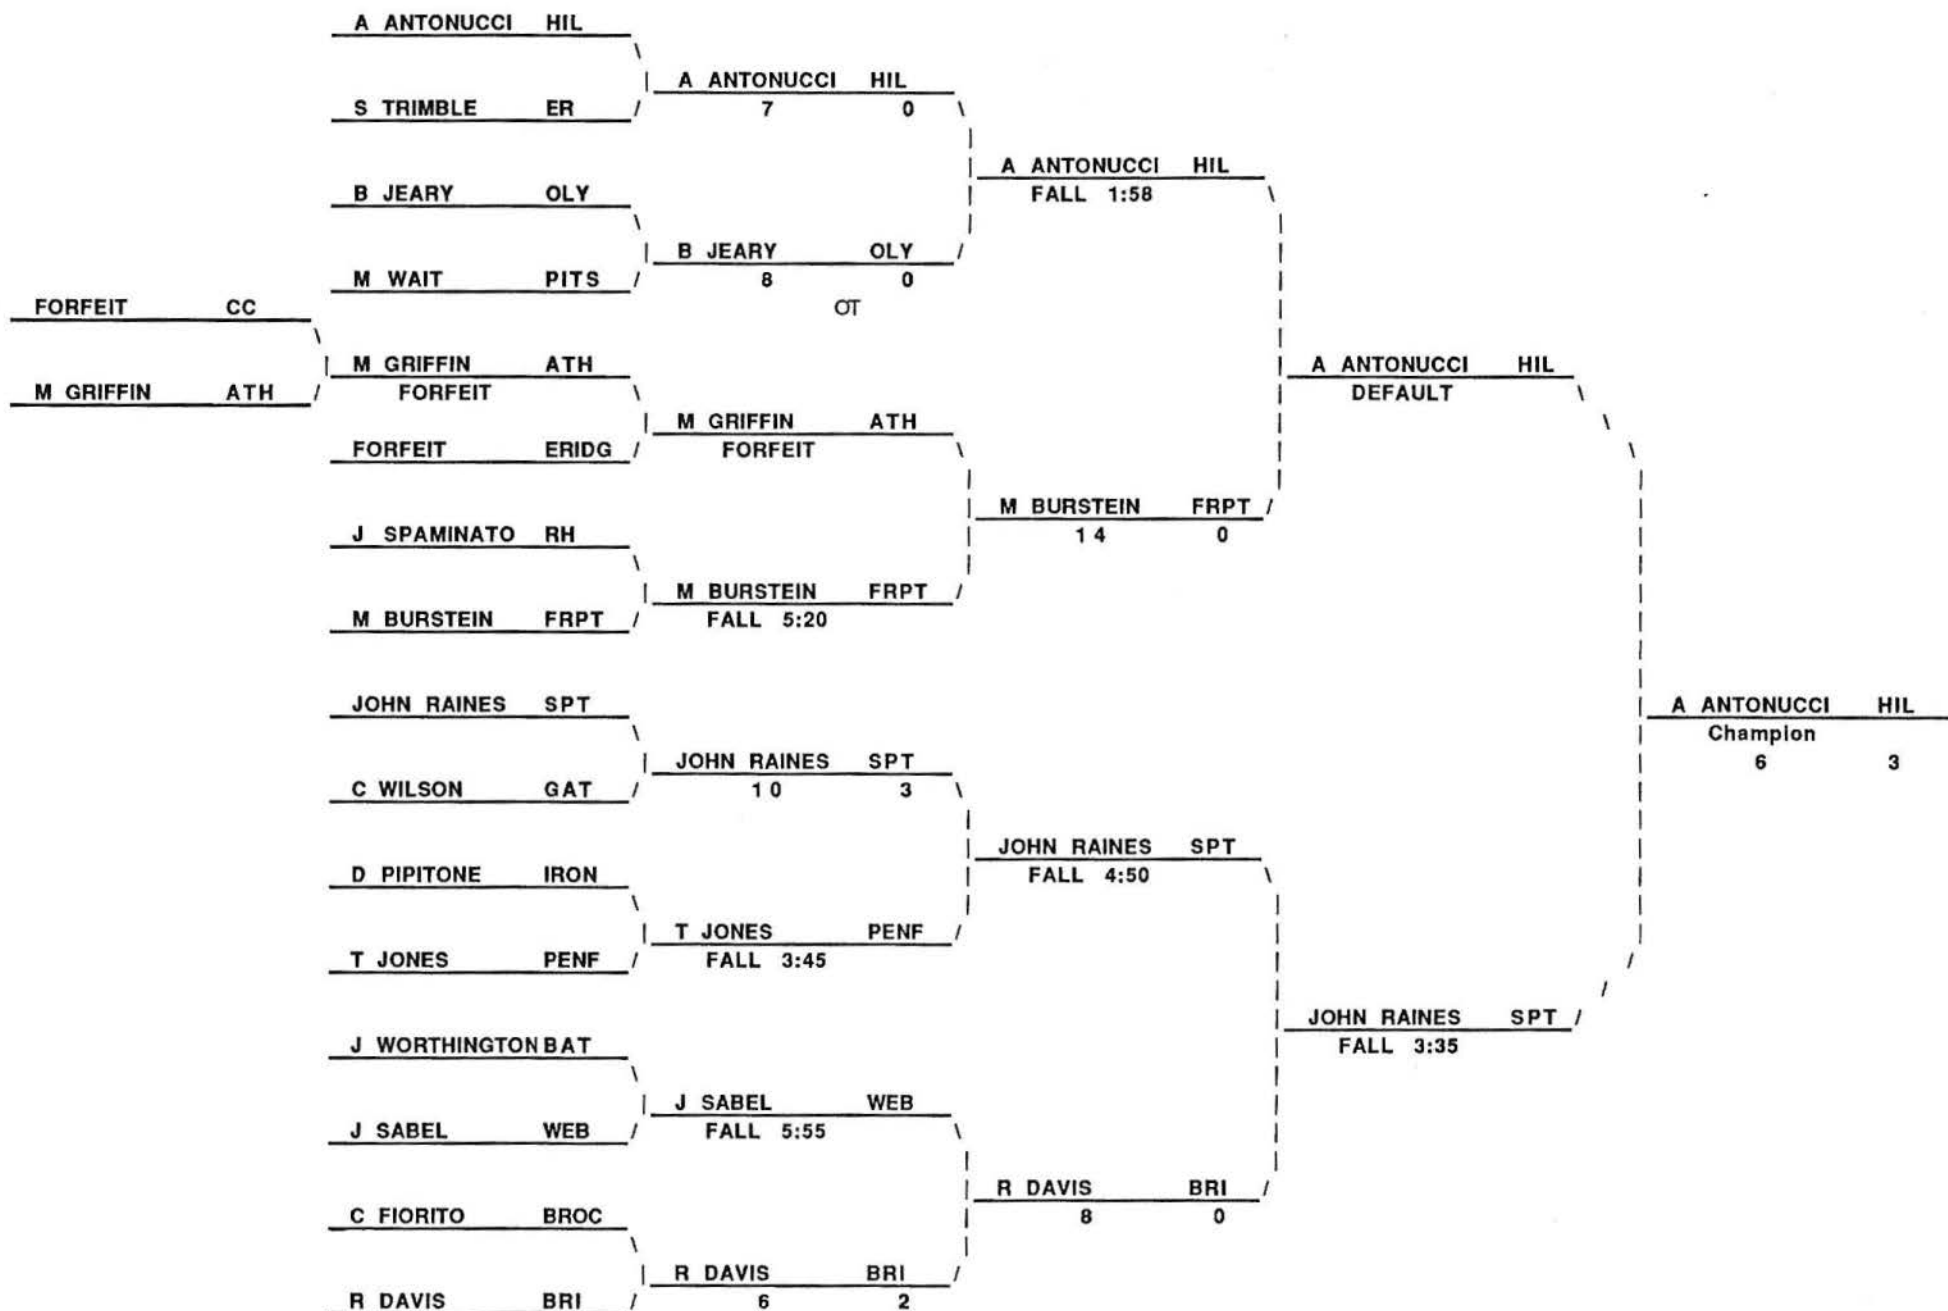 A ANTONUCCI HIL
A ANTONUCCI HIL
7 0
S TRIMBLE ER
A ANTONUCCI HIL
FALL 1:58
B JEARY OLY
B JEARY OLY
8 0
OT
M WAIT PITS
FORFEIT CC
M GRIFFIN ATH
FORFEIT
A ANTONUCCI HIL
DEFAULT
M GRIFFIN ATH
M GRIFFIN ATH
FORFEIT
FORFEIT ERIDG
M BURSTEIN FRPT
14 0
J SPAMINATO RH
M BURSTEIN FRPT
FALL 5:20
M BURSTEIN FRPT
JOHN RAINES SPT
A ANTONUCCI HIL
Champion
6 3
JOHN RAINES SPT
10 3
C WILSON GAT
JOHN RAINES SPT
FALL 4:50
D PIPITONE IRON
T JONES PENF
FALL 3:45
T JONES PENF
JOHN RAINES SPT
FALL 3:35
J WORTHINGTON BAT
J SABEL WEB
FALL 5:55
J SABEL WEB
R DAVIS BRI
8 0
C FIORITO BROC
R DAVIS BRI
6 2
R DAVIS BRI